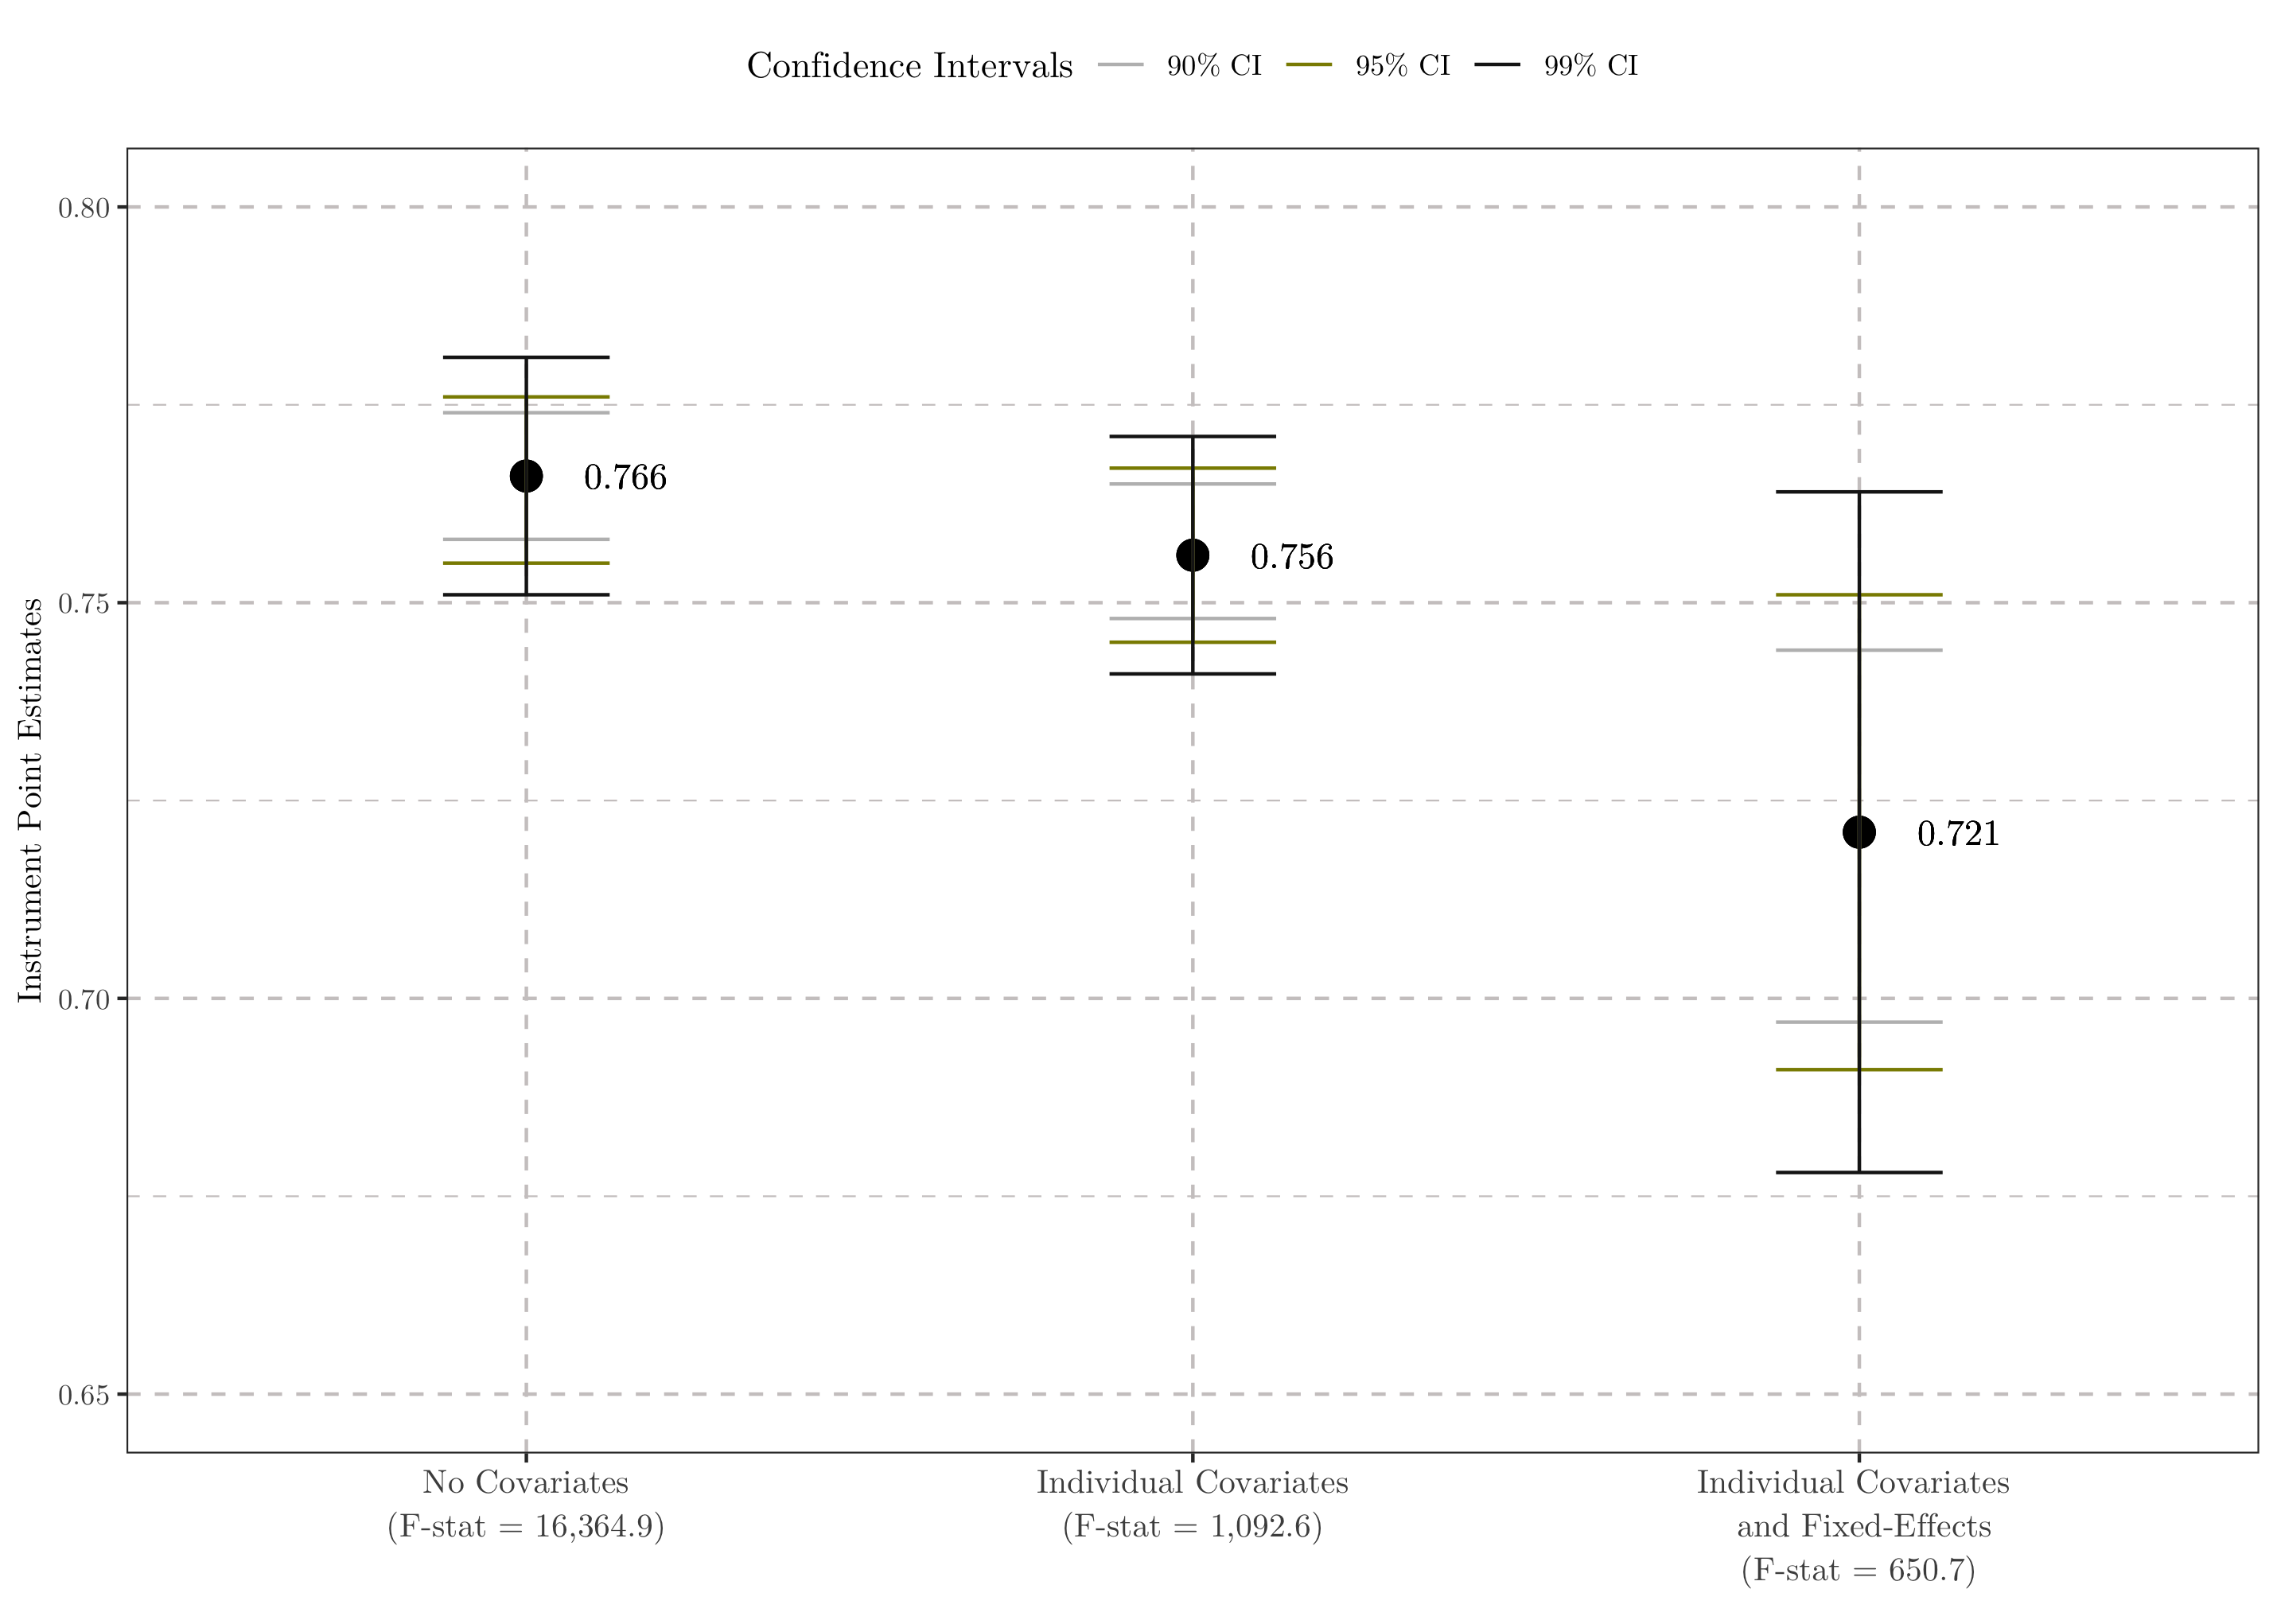 Confidence Intervals 90% CI 95% CI 99% CI
Instrument Point Estimates
0.80
0.75
0.70
0.65
0.766
0.756
0.721
No Covariates
(F-stat = 16,364.9)
Individual Covariates
(F-stat = 1,092.6)
Individual Covariates
and Fixed-Effects
(F-stat = 650.7)